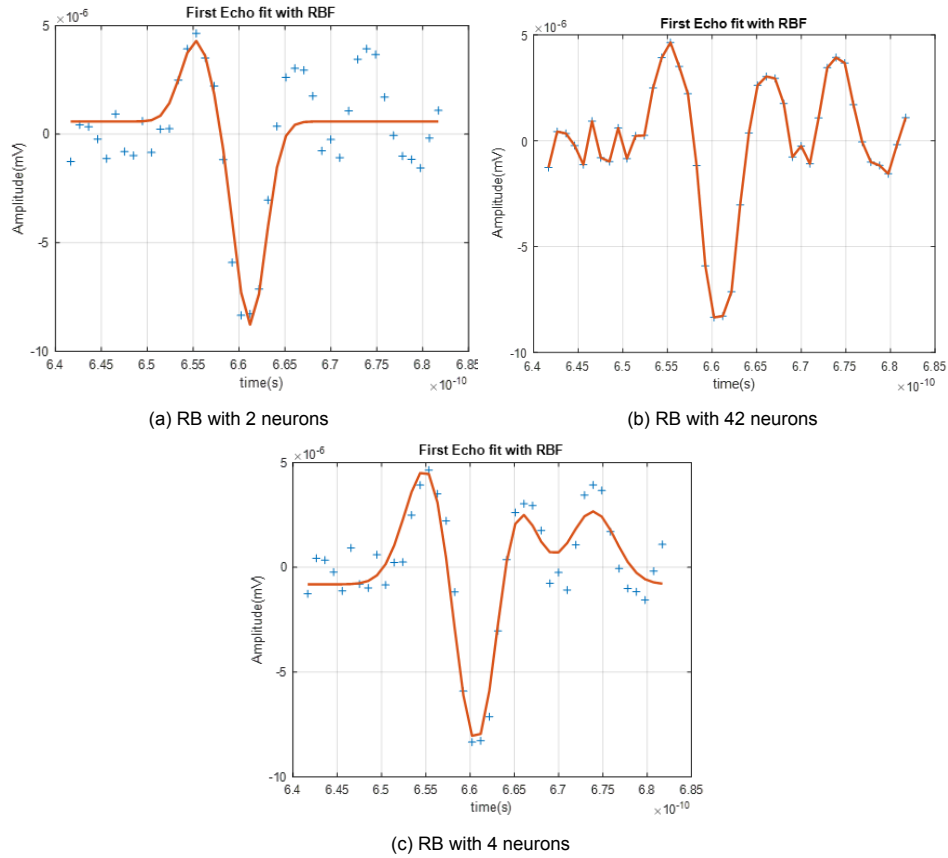 First Echo fit with RBF
×10⁻⁶
5
0
-5
-10
Amplitude(mV)
6.4 6.45 6.5 6.55 6.6 6.65 6.7 6.75 6.8 6.85
time(s)
×10⁻¹⁰
(a) RB with 2 neurons
First Echo fit with RBF
×10⁻⁶
5
0
-5
-10
Amplitude(mV)
6.4 6.45 6.5 6.55 6.6 6.65 6.7 6.75 6.8 6.85
time(s)
×10⁻¹⁰
(b) RB with 42 neurons
First Echo fit with RBF
×10⁻⁶
5
0
-5
-10
Amplitude(mV)
6.4 6.45 6.5 6.55 6.6 6.65 6.7 6.75 6.8 6.85
time(s)
×10⁻¹⁰
(c) RB with 4 neurons